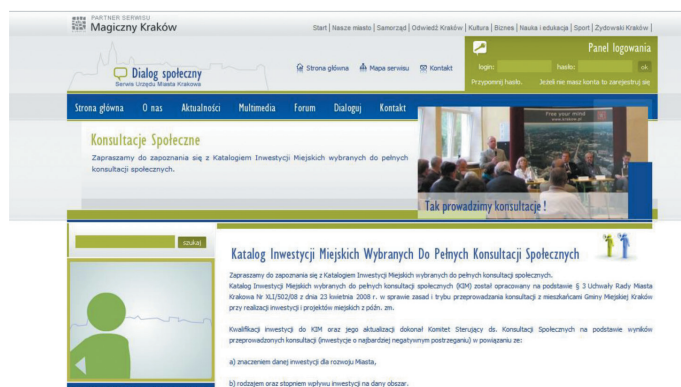 PARTNER SERWISU
Magiczny Kraków
Start | Nasze miasto | Samorząd | Odwiedź Kraków | Kultura | Biznes | Nauka i edukacja | Sport | Żydowski Kraków |
Panel logowania
login:
hasło:
ok
Przypomnij hasło.
Jeżeli nie masz konta to zarejestruj się
Dialog społeczny
Serwis Urzędu Miasta Krakowa
Strona główna
Mapa serwisu
Kontakt
Strona główna O nas Aktualności Multimedia Forum Dialoguj Kontakt
Free your mind
www.krakow.pl
Konsultacje Społeczne
Zapraszamy do zapoznania się z Katalogiem Inwestycji Miejskich wybranych do pełnych
konsultacji społecznych.
Tak prowadzimy konsultacje !
szukaj
Katalog Inwestycji Miejskich Wybranych Do Pełnych Konsultacji Społecznych
Zapraszamy do zapoznania się z Katalogiem Inwestycji Miejskich wybranych do pełnych konsultacji społecznych.
Katalog Inwestycji Miejskich wybranych do pełnych konsultacji społecznych (KIM) został opracowany na podstawie § 3 Uchwały Rady Miasta
Krakowa Nr XLI/502/08 z dnia 23 kwietnia 2008 r. w sprawie zasad i trybu przeprowadzania konsultacji z mieszkańcami Gminy Miejskiej Kraków
przy realizacji inwestycji i projektów miejskich z późn. zm.
Kwalifikacji inwestycji do KIM oraz jego aktualizacji dokonał Komitet Sterujący ds. Konsultacji Społecznych na podstawie wyników
przeprowadzonych konsultacji (inwestycje o najbardziej negatywnym postrzeganiu) w powiązaniu ze:
a) znaczeniem danej inwestycji dla rozwoju Miasta,
b) rodzajem oraz stopniem wpływu inwestycji na dany obszar.